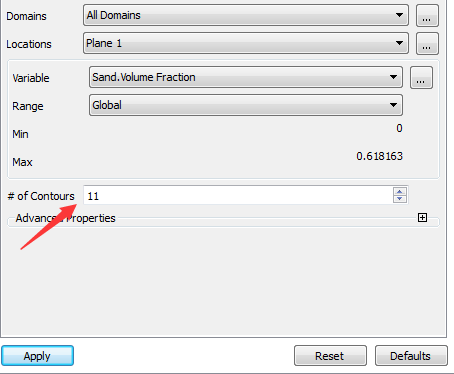 Domains All Domains ...
Locations Plane 1 ...
Variable Sand.Volume Fraction ...
Range Global
Min 0
Max 0.618163
# of Contours 11
Advanced Properties
Apply Reset Defaults